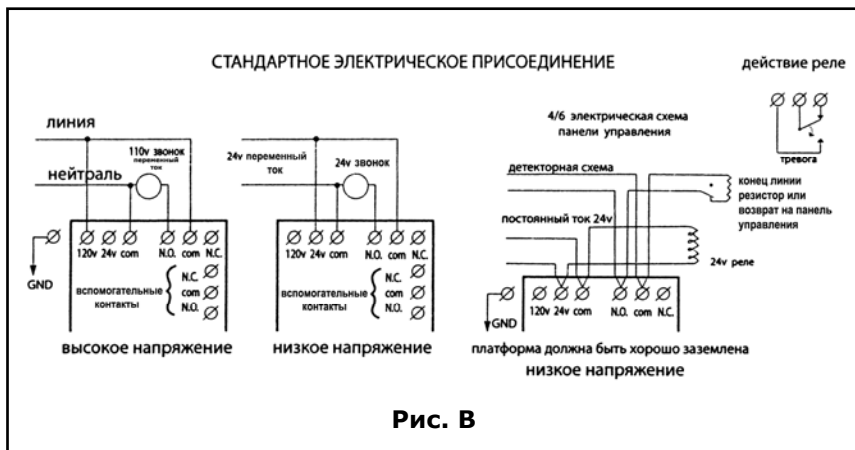 СТАНДАРТНОЕ ЭЛЕКТРИЧЕСКОЕ ПРИСОЕДИНЕНИЕ
действие реле
тревога
линия
110v звонок
переменный
ток
нейтраль
120v 24v com N.O. com N.C.
GND
вспомогательные
контакты
N.C.
com
N.O.
высокое напряжение
24v переменный
ток
24v звонок
120v 24v com N.O. com N.C.
вспомогательные
контакты
N.C.
com
N.O.
низкое напряжение
4/6 электрическая схема
панели управления
детекторная схема
конец линии
резистор или
возврат на панель
управления
постоянный ток 24v
24v реле
120v 24v com N.O. com N.C.
GND
платформа должна быть хорошо заземлена
низкое напряжение
Рис. В